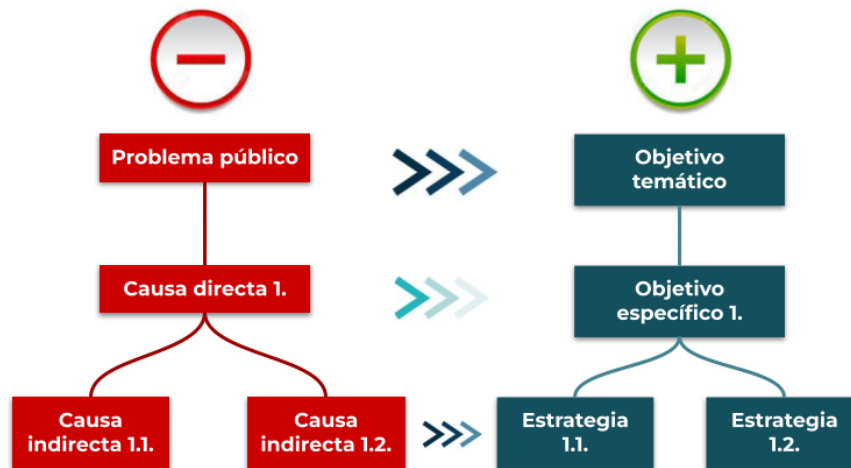 Problema público
Objetivo
temático
Causa directa 1.
Objetivo
específico 1.
Causa
indirecta 1.1.
Causa
indirecta 1.2.
Estrategia
1.1.
Estrategia
1.2.